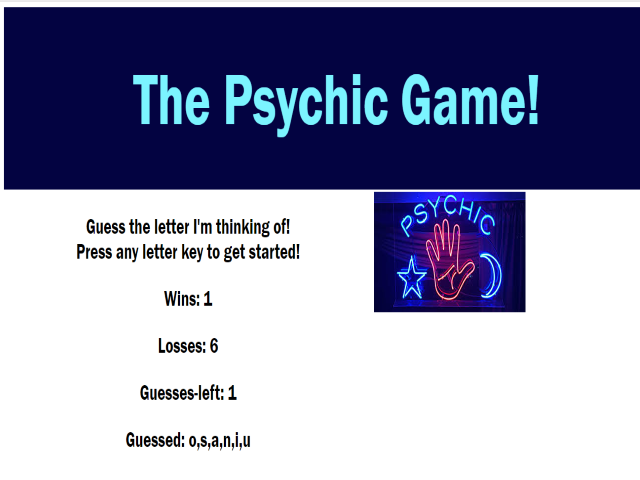 The Psychic Game!
PSYCHIC
Guess the letter I'm thinking of!
Press any letter key to get started!
Wins: 1
Losses: 6
Guesses-left: 1
Guessed: o,s,a,n,i,u